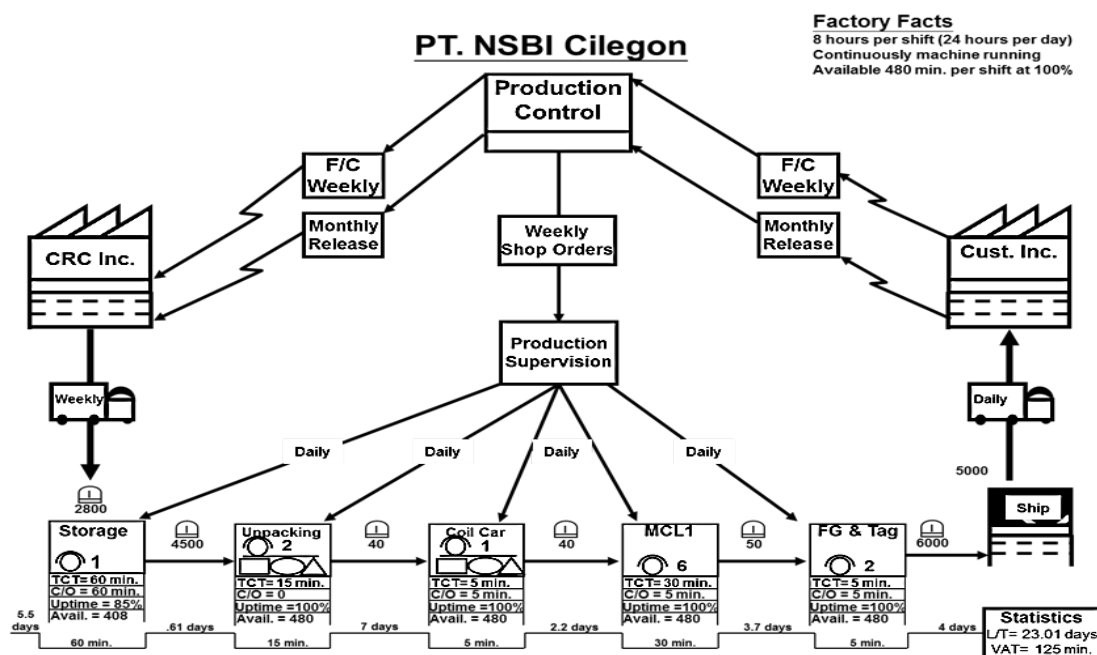 PT. NSBI Cilegon
Factory Facts
8 hours per shift (24 hours per day)
Continuously machine running
Available 480 min. per shift at 100%
Production
Control
F/C
Weekly
Monthly
Release
Weekly
Shop Orders
F/C
Weekly
Monthly
Release
CRC Inc.
Cust. Inc.
Production
Supervision
Weekly
Daily
Daily
Daily
Daily
Daily
I
2800
Storage
1
TCT= 60 min.
C/O= 60 min.
Uptime= 85%
Avail. = 408
I
4500
Unpacking
2
TCT= 15 min.
C/O= 0
Uptime =100%
Avail. = 480
I
40
Coil Car
1
TCT= 5 min.
C/O= 5 min.
Uptime =100%
Avail. = 480
I
40
MCL1
6
TCT= 30 min.
C/O= 5 min.
Uptime =100%
Avail. = 480
I
50
FG & Tag
2
TCT= 5 min.
C/O= 5 min.
Uptime =100%
Avail. = 480
I
6000
5000
Ship
5.5
days
60 min.
.61 days
15 min.
7 days
5 min.
2.2 days
30 min.
3.7 days
5 min.
4 days
Statistics
L/T= 23.01 days
VAT= 125 min.